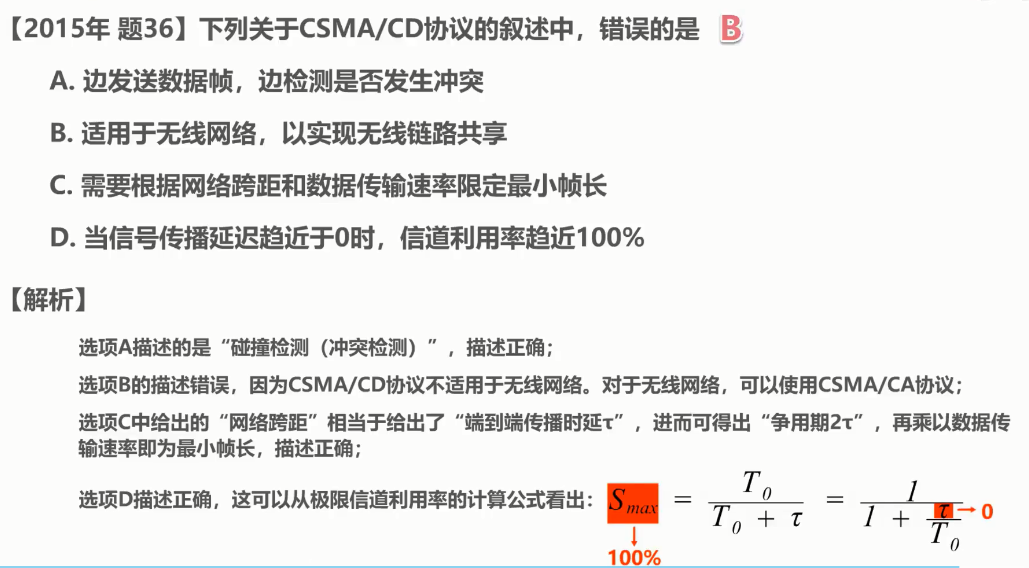 【2015年 题36】下列关于CSMA/CD协议的叙述中，错误的是 B
A. 边发送数据帧，边检测是否发生冲突
B. 适用于无线网络，以实现无线链路共享
C. 需要根据网络跨距和数据传输速率限定最小帧长
D. 当信号传播延迟趋近于0时，信道利用率趋近100%
【解析】
选项A描述的是“碰撞检测（冲突检测）”，描述正确；
选项B的描述错误，因为CSMA/CD协议不适用于无线网络。对于无线网络，可以使用CSMA/CA协议；
选项C中给出的“网络跨距”相当于给出了“端到端传播时延τ”，进而可得出“争用期2τ”，再乘以数据传
输速率即为最小帧长，描述正确；
选项D描述正确，这可以从极限信道利用率的计算公式看出： S_max = T_0 / (T_0 + τ) = 1 / (1 + τ/T_0) → 0
↓
100%